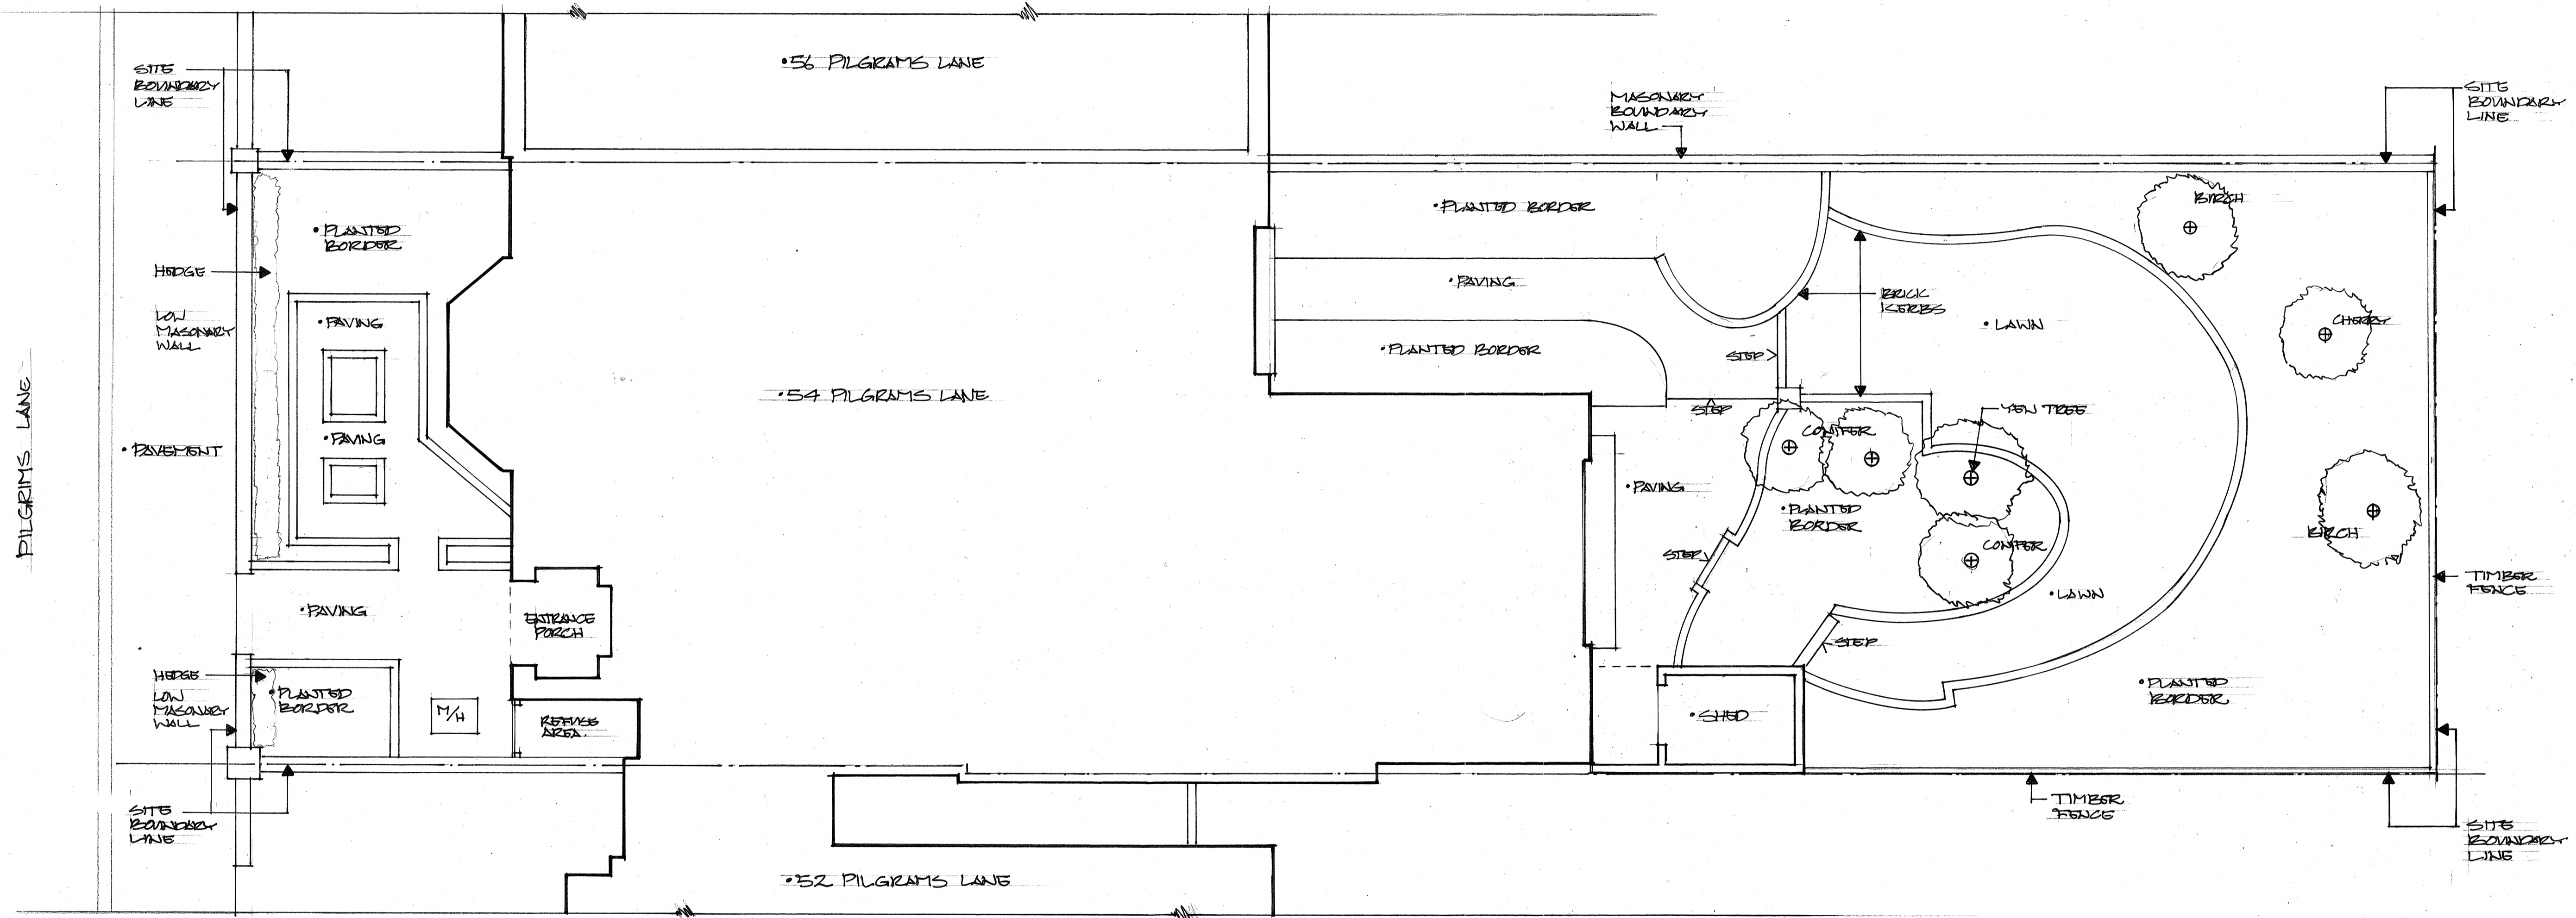 •56 PILGRAMS LANE
SITE
BOUNDARY
LINE
MASONARY
BOUNDARY
WALL
SITE
BOUNDARY
LINE
•PLANTED
BORDER
HEDGE
LOW
MASONARY
WALL
•PAVING
•PAVING
PILGRIMS LANE
•PAVEMENT
•54 PILGRAMS LANE
•PLANTED BORDER
•PAVING
•PLANTED BORDER
STEP
STEP
BRICK
KERBS
•LAWN
BIRCH
CHERRY
YEW TREE
CONIFER
•PAVING
•PLANTED
BORDER
STEP
CONIFER
BIRCH
•LAWN
STEP
TIMBER
FENCE
•PAVING
ENTRANCE
PORCH
HEDGE
LOW
MASONARY
WALL
•PLANTED
BORDER
M/H
REFUSE
AREA.
•SHED
•PLANTED
BORDER
SITE
BOUNDARY
LINE
TIMBER
FENCE
SITE
BOUNDARY
LINE
•52 PILGRAMS LANE